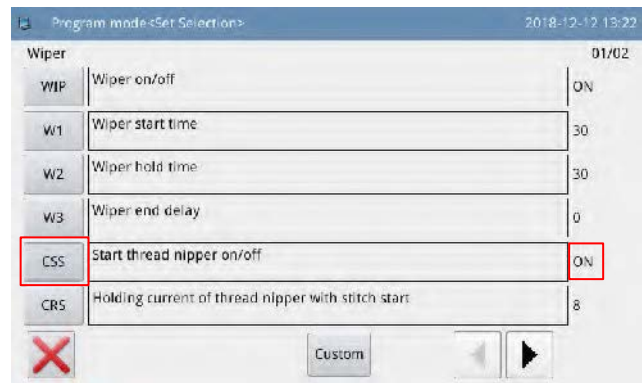 Program mode<Set Selection> 2018-12-12 13:22
Wiper 01/02
WIP Wiper on/off ON
W1 Wiper start time 30
W2 Wiper hold time 30
W3 Wiper end delay 0
CSS Start thread nipper on/off ON
CRS Holding current of thread nipper with stitch start 8
Custom